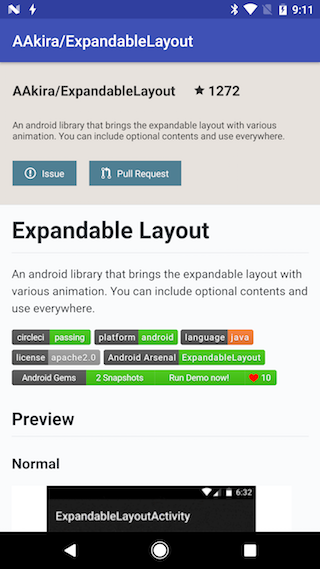 9:11
AAkira/ExpandableLayout
AAkira/ExpandableLayout ★ 1272
An android library that brings the expandable layout with various
animation. You can include optional contents and use everywhere.
Issue Pull Request
Expandable Layout
An android library that brings the expandable layout with
various animation. You can include optional contents and
use everywhere.
circleci passing platform android language java
license apache2.0 Android Arsenal ExpandableLayout
Android Gems 2 Snapshots Run Demo now! ♥ 10
Preview
Normal
6:32
ExpandableLayoutActivity